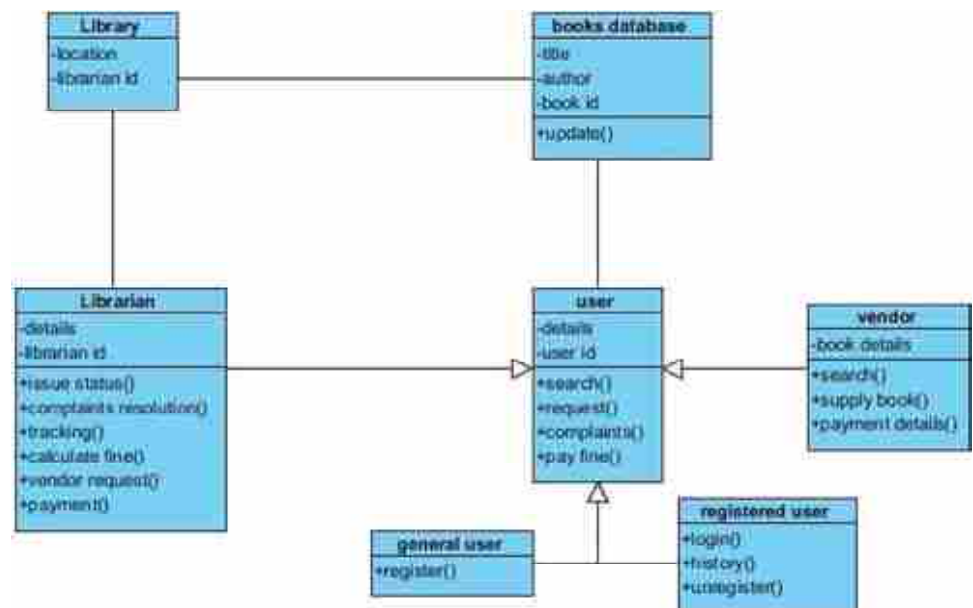 Library
-location
-librarian id
books database
-title
-author
-book id
+update()
Librarian
-details
-librarian id
+issue status()
+complaints resolution()
+tracking()
+calculate fine()
+vendor request()
+payment()
user
-details
-user id
+search()
+request()
+complaints()
+pay fine()
vendor
-book details
+search()
+supply book()
+payment details()
general user
+register()
registered user
+login()
+history()
+unregister()